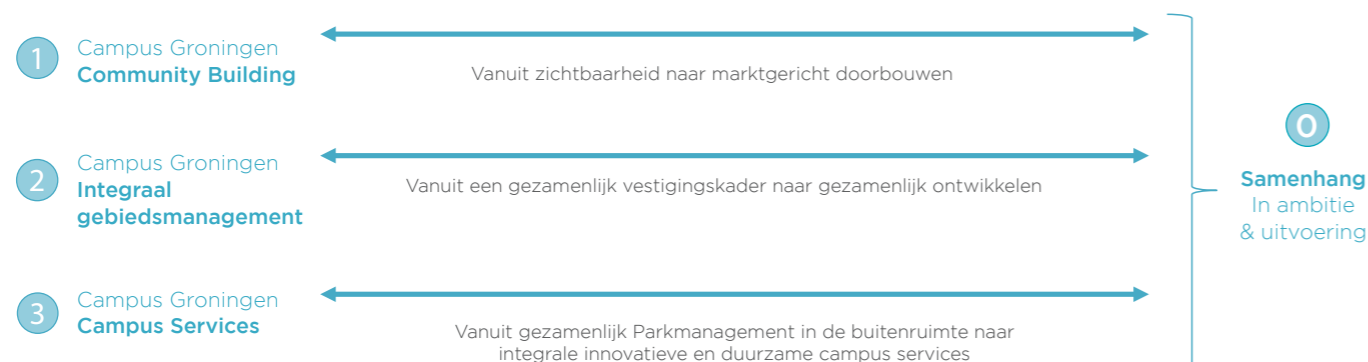 1
Campus Groningen
Community Building
Vanuit zichtbaarheid naar marktgericht doorbouwen
2
Campus Groningen
Integraal
gebiedsmanagement
Vanuit een gezamenlijk vestigingskader naar gezamenlijk ontwikkelen
3
Campus Groningen
Campus Services
Vanuit gezamenlijk Parkmanagement in de buitenruimte naar
integrale innovatieve en duurzame campus services
0
Samenhang
In ambitie
& uitvoering